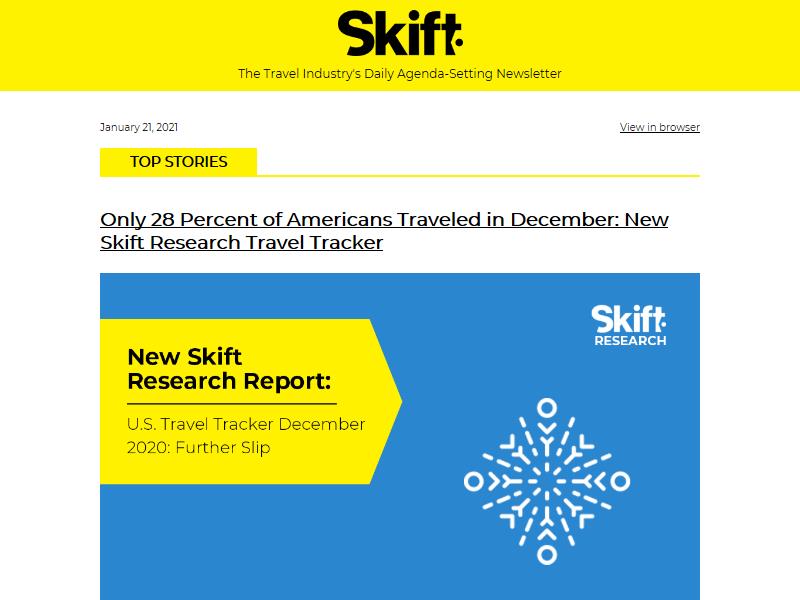 Skift
The Travel Industry's Daily Agenda-Setting Newsletter
January 21, 2021
View in browser
TOP STORIES
Only 28 Percent of Americans Traveled in December: New
Skift Research Travel Tracker
Skift
RESEARCH
New Skift
Research Report:
U.S. Travel Tracker December
2020: Further Slip